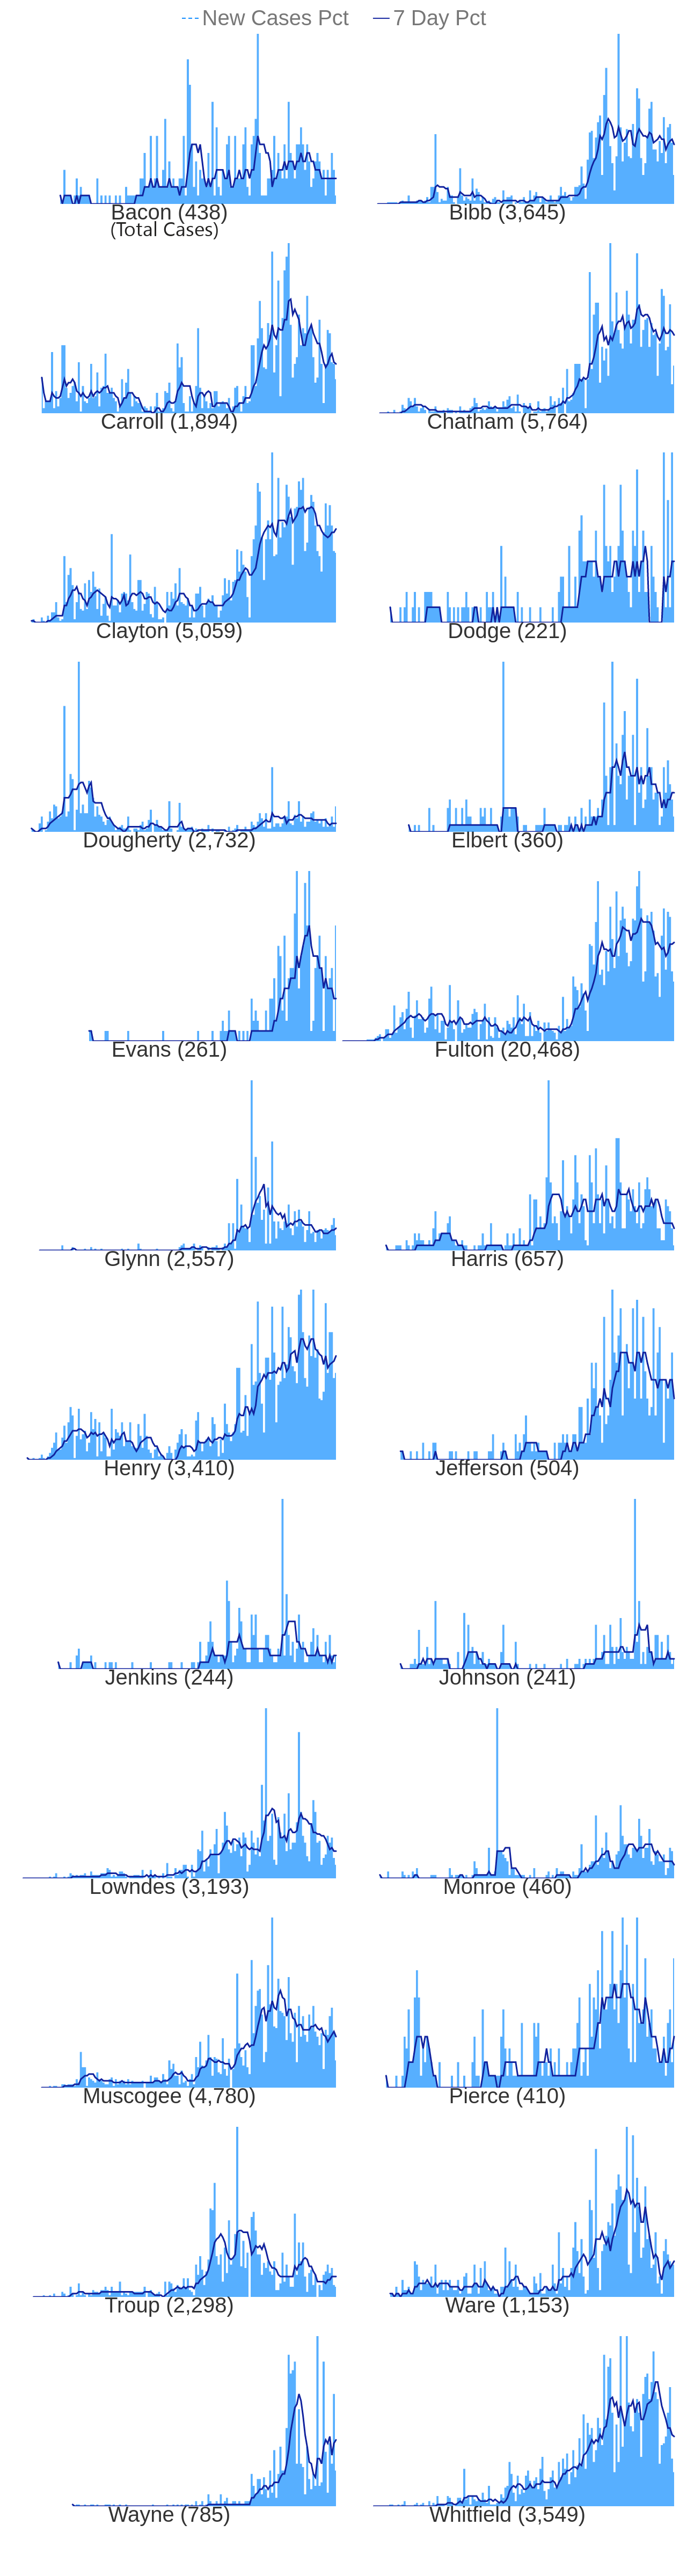 New Cases Pct 7 Day Pct
Bacon (438) Bibb (3,645)
(Total Cases)
Carroll (1,894) Chatham (5,764)
Clayton (5,059) Dodge (221)
Dougherty (2,732) Elbert (360)
Evans (261) Fulton (20,468)
Glynn (2,557) Harris (657)
Henry (3,410) Jefferson (504)
Jenkins (244) Johnson (241)
Lowndes (3,193) Monroe (460)
Muscogee (4,780) Pierce (410)
Troup (2,298) Ware (1,153)
Wayne (785) Whitfield (3,549)